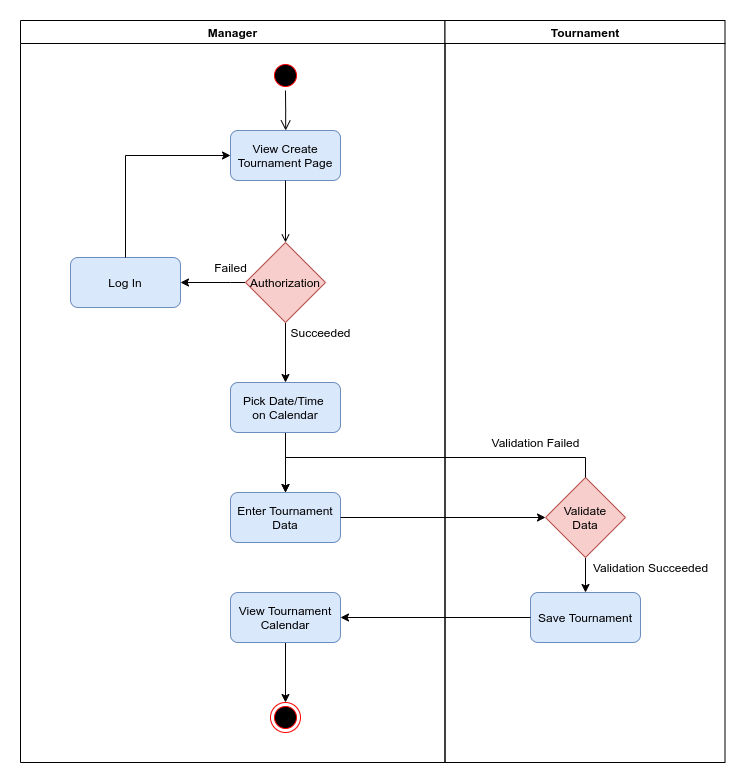 Manager
Tournament
View Create
Tournament Page
Failed
Log In
Authorization
Succeeded
Pick Date/Time
on Calendar
Validation Failed
Enter Tournament
Data
Validate
Data
Validation Succeeded
View Tournament
Calendar
Save Tournament